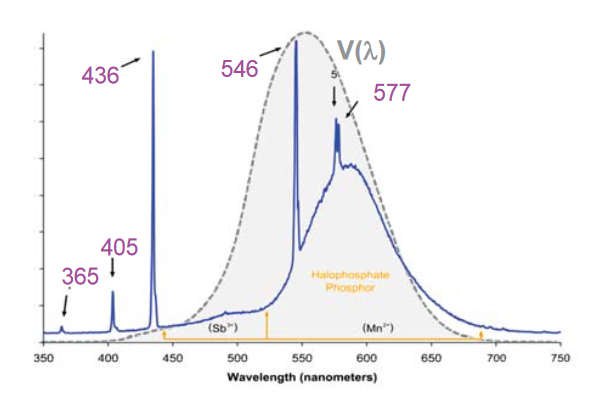 V(λ)
546
436
5
577
405
365
Halophosphate
Phosphor
(Sb³⁺)
(Mn²⁺)
350 400 450 500 550 600 650 700 750
Wavelength (nanometers)